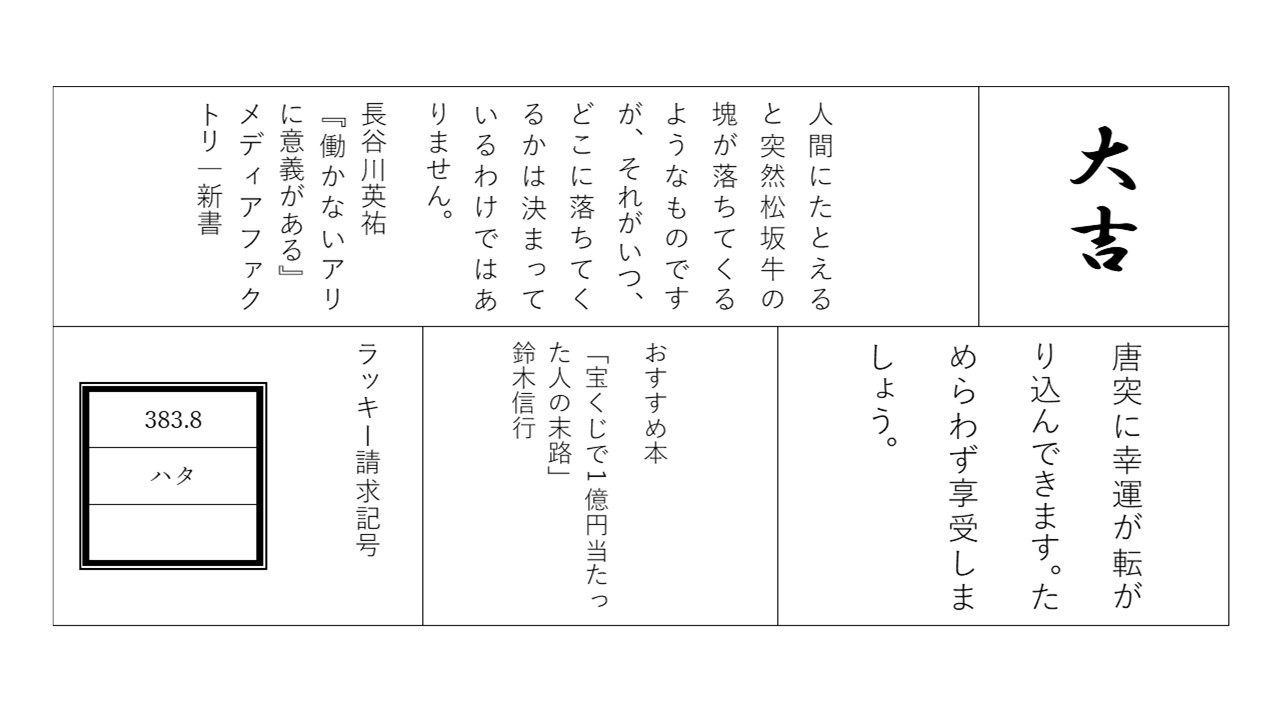 大吉
人間にたとえる
と突然松坂牛の
塊が落ちてくる
ようなものです
が、それがいつ、
どこに落ちてく
るかは決まって
いるわけではあ
りません。
長谷川英祐
『働かないアリ
に意義がある』
メディアファク
トリ―新書
唐突に幸運が転が
り込んできます。た
めらわず享受しま
しょう。
おすすめ本
「宝くじで1億円当たっ
た人の末路」
鈴木信行
ラッキー請求記号
383.8
ハタ